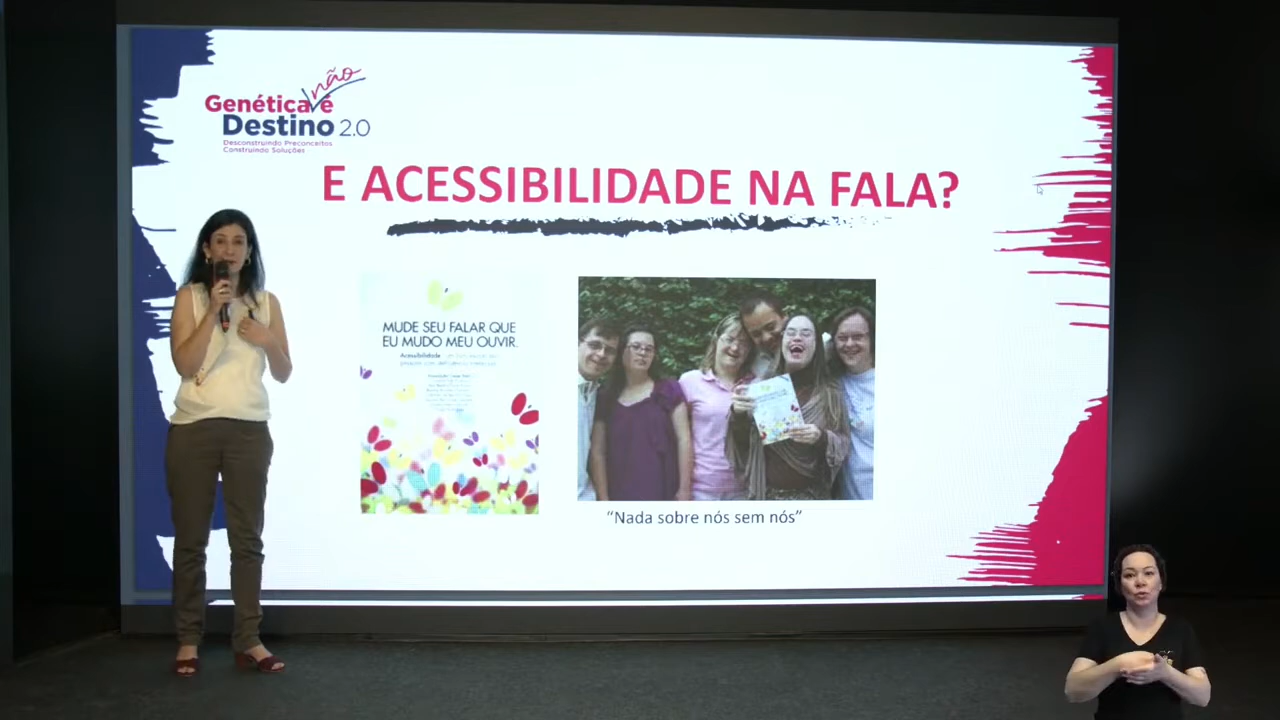 não
Genética é
Destino 2.0
Desconstruindo Preconceitos
Construindo Soluções
E ACESSIBILIDADE NA FALA?
MUDE SEU FALAR QUE
EU MUDO MEU OUVIR.
Acessibilidade
“Nada sobre nós sem nós”